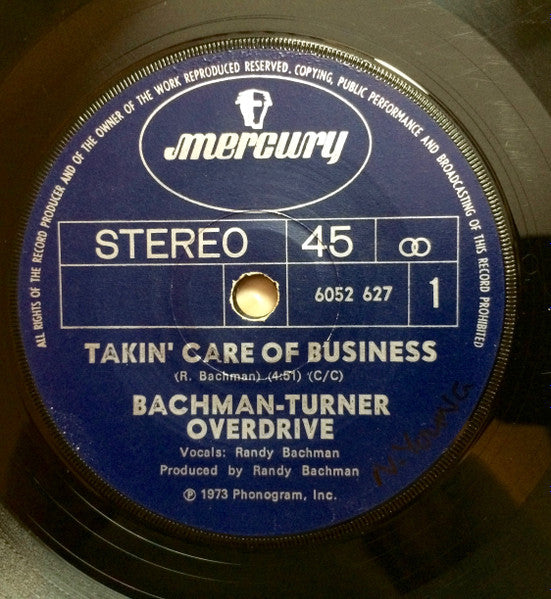 ALL RIGHTS OF THE RECORD PRODUCER AND OF THE OWNER OF THE WORK REPRODUCED RESERVED. COPYING, PUBLIC PERFORMANCE AND BROADCASTING OF THIS RECORD PROHIBITED
mercury
STEREO 45
6052 627 1
TAKIN' CARE OF BUSINESS
(R. Bachman) (4:51) (C/C)
BACHMAN-TURNER
OVERDRIVE
Vocals: Randy Bachman
Produced by Randy Bachman
℗ 1973 Phonogram, Inc.
YOUNG